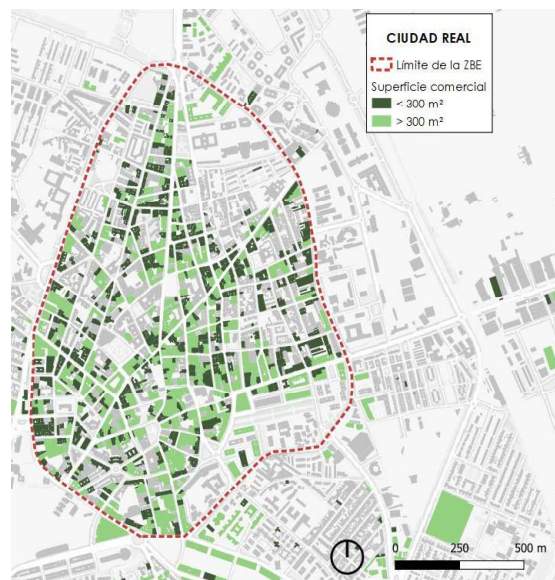 CIUDAD REAL
Límite de la ZBE
Superficie comercial
< 300 m²
> 300 m²
0 250 500 m